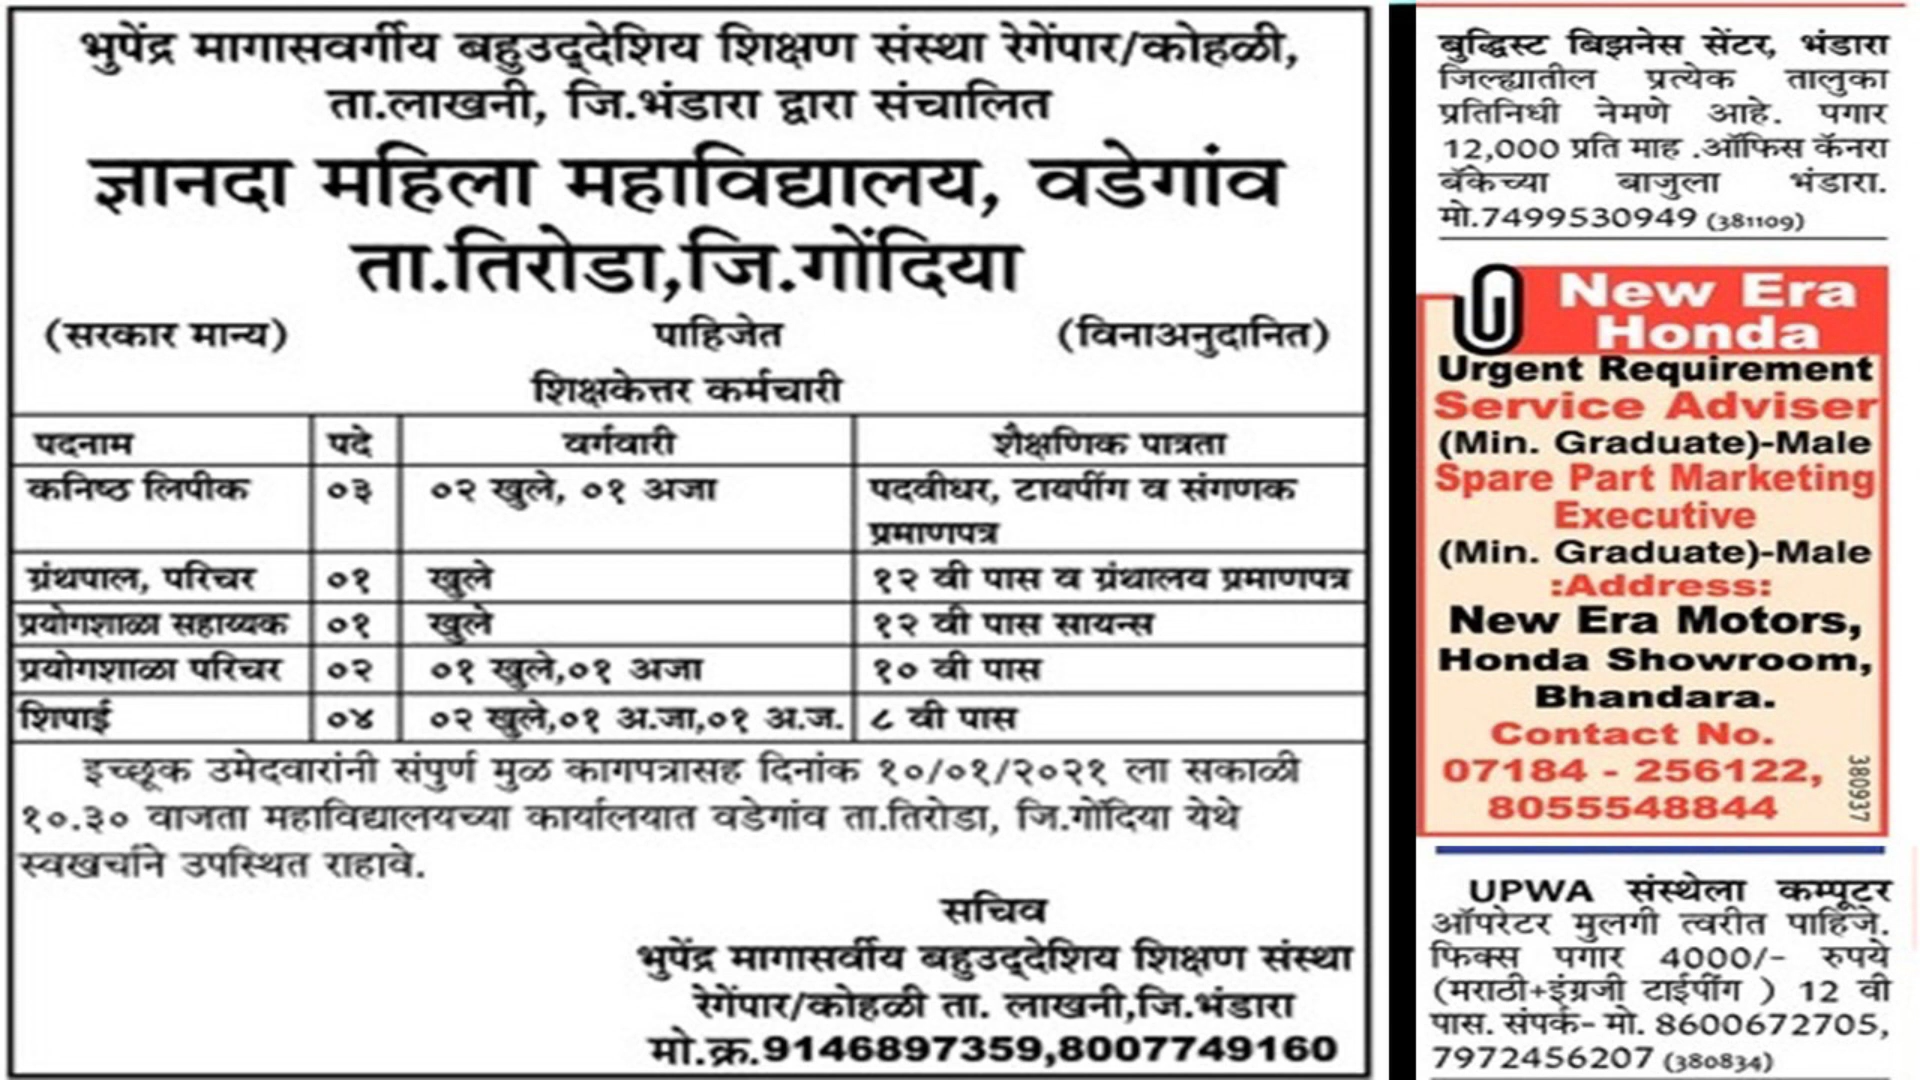 भुपेंद्र मागासवर्गीय बहुउद्देशिय शिक्षण संस्था रेगेंपार/कोहळी,
ता.लाखनी, जि.भंडारा द्वारा संचालित
ज्ञानदा महिला महाविद्यालय, वडेगांव
ता.तिरोडा,जि.गोंदिया
(सरकार मान्य) पाहिजेत (विनाअनुदानित)
शिक्षकेत्तर कर्मचारी
पदनाम पदे वर्गवारी शैक्षणिक पात्रता
कनिष्ठ लिपीक ०३ ०२ खुले, ०१ अजा पदवीधर, टायपींग व संगणक
प्रमाणपत्र
ग्रंथपाल, परिचर ०१ खुले १२ वी पास व ग्रंथालय प्रमाणपत्र
प्रयोगशाळा सहाय्यक ०१ खुले १२ वी पास सायन्स
प्रयोगशाळा परिचर ०२ ०१ खुले,०१ अजा १० वी पास
शिपाई ०४ ०२ खुले,०१ अ.जा,०१ अ.ज. ८ वी पास
इच्छूक उमेदवारांनी संपुर्ण मुळ कागपत्रासह दिनांक १०/०१/२०२१ ला सकाळी
१०.३० वाजता महाविद्यालयच्या कार्यालयात वडेगांव ता.तिरोडा, जि.गोंदिया येथे
स्वखर्चाने उपस्थित राहावे.
सचिव
भुपेंद्र मागासर्वीय बहुउद्देशिय शिक्षण संस्था
रेगेंपार/कोहळी ता. लाखनी,जि.भंडारा
मो.क्र.9146897359,8007749160
बुद्धिस्ट बिझनेस सेंटर, भंडारा
जिल्ह्यातील प्रत्येक तालुका
प्रतिनिधी नेमणे आहे. पगार
12,000 प्रति माह .ऑफिस कॅनरा
बॅकेच्या बाजुला भंडारा.
मो.7499530949 (381109)
New Era
Honda
Urgent Requirement
Service Adviser
(Min. Graduate)-Male
Spare Part Marketing
Executive
(Min. Graduate)-Male
:Address:
New Era Motors,
Honda Showroom,
Bhandara.
Contact No.
07184 - 256122,
8055548844
380937
UPWA संस्थेला कम्पूटर
ऑपरेटर मुलगी त्वरीत पाहिजे.
फिक्स पगार 4000/- रुपये
(मराठी+इंग्रजी टाईपींग ) 12 वी
पास. संपर्क- मो. 8600672705,
7972456207 (380834)